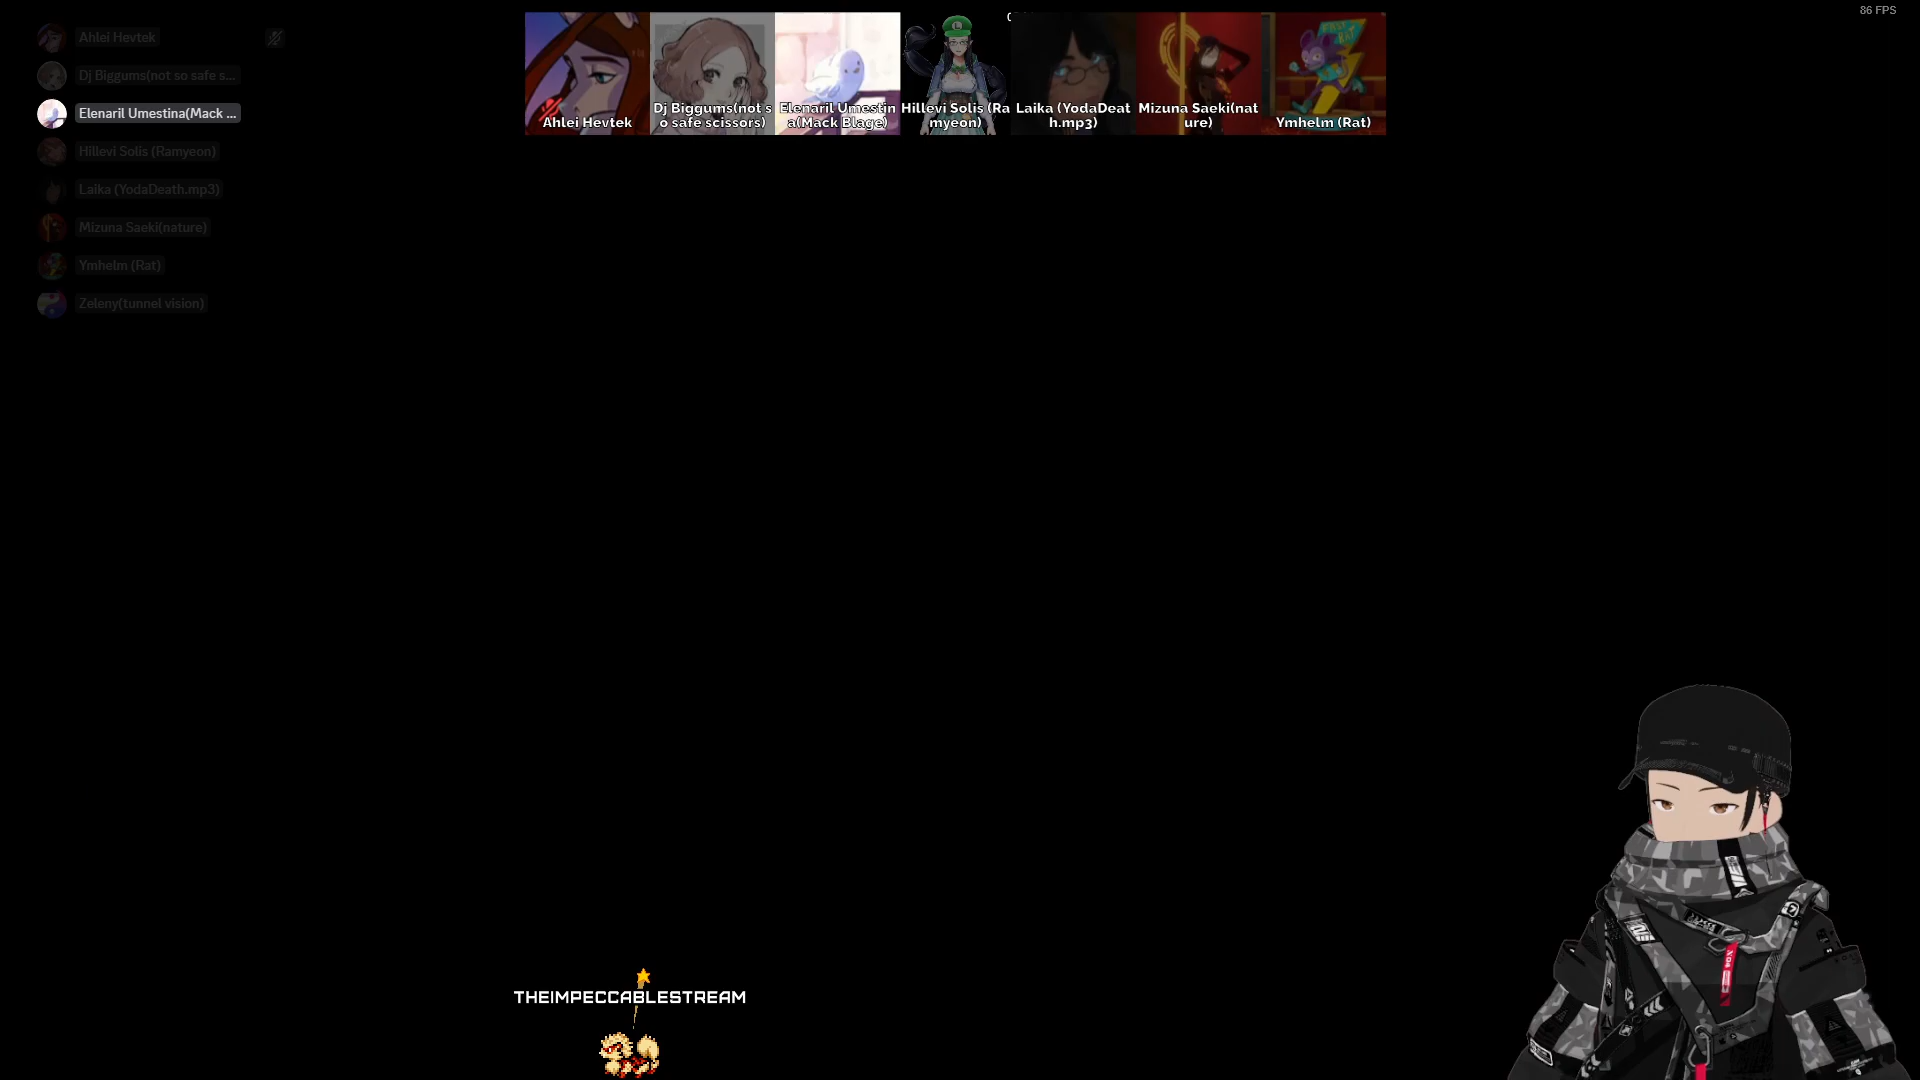 86 FPS
Ahlei Hevtek
Dj Biggums(not so safe s...
Elenaril Umestina(Mack ...
Hillevi Solis (Ramyeon)
Laika (YodaDeath.mp3)
Mizuna Saeki(nature)
Ymhelm (Rat)
Zeleny(tunnel vision)
Ahlei Hevtek
Dj Biggums(not s
o safe scissors)
Elenaril Umestin
a(Mack Blage)
Hillevi Solis (Ra
myeon)
Laika (YodaDeat
h.mp3)
Mizuna Saeki(nat
ure)
Ymhelm (Rat)
THEIMPECCABLESTREAM